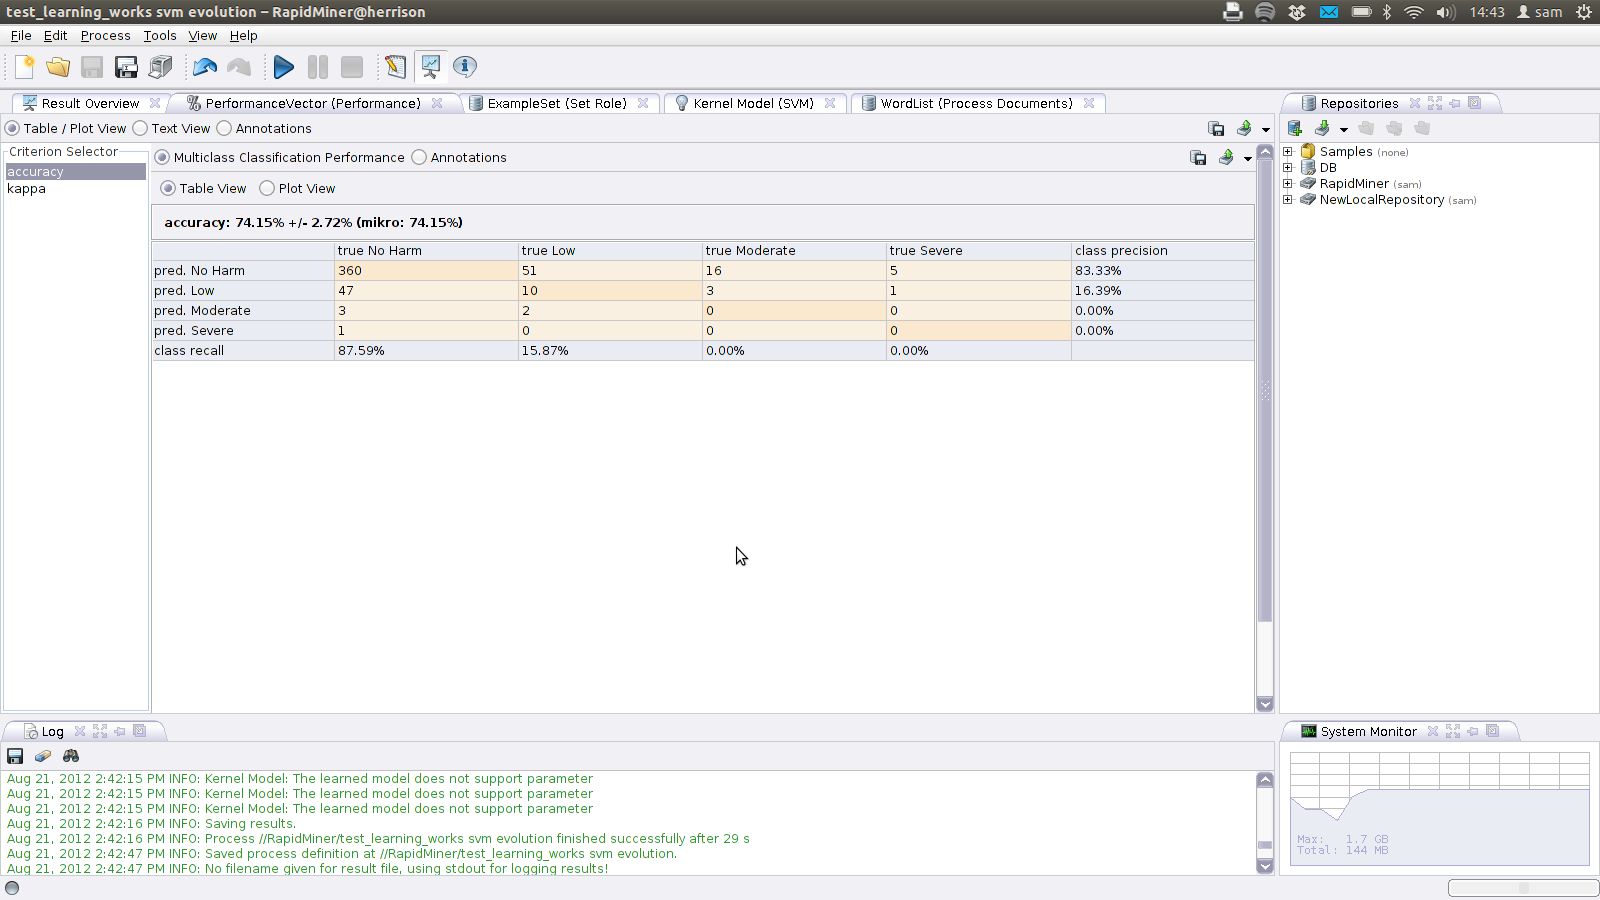 test_learning_works svm evolution – RapidMiner@herrison 14:43 sam
File Edit Process Tools View Help
Result Overview PerformanceVector (Performance) ExampleSet (Set Role) Kernel Model (SVM) WordList (Process Documents) Repositories
Table / Plot View Text View Annotations
Criterion Selector
accuracy
kappa
Multiclass Classification Performance Annotations
Table View Plot View
accuracy: 74.15% +/- 2.72% (mikro: 74.15%)
true No Harm true Low true Moderate true Severe class precision
pred. No Harm 360 51 16 5 83.33%
pred. Low 47 10 3 1 16.39%
pred. Moderate 3 2 0 0 0.00%
pred. Severe 1 0 0 0 0.00%
class recall 87.59% 15.87% 0.00% 0.00%
Samples (none)
DB
RapidMiner (sam)
NewLocalRepository (sam)
Log
Aug 21, 2012 2:42:15 PM INFO: Kernel Model: The learned model does not support parameter
Aug 21, 2012 2:42:15 PM INFO: Kernel Model: The learned model does not support parameter
Aug 21, 2012 2:42:15 PM INFO: Kernel Model: The learned model does not support parameter
Aug 21, 2012 2:42:16 PM INFO: Saving results.
Aug 21, 2012 2:42:16 PM INFO: Process //RapidMiner/test_learning_works svm evolution finished successfully after 29 s
Aug 21, 2012 2:42:47 PM INFO: Saved process definition at //RapidMiner/test_learning_works svm evolution.
Aug 21, 2012 2:42:47 PM INFO: No filename given for result file, using stdout for logging results!
System Monitor
Max: 1.7 GB
Total: 144 MB